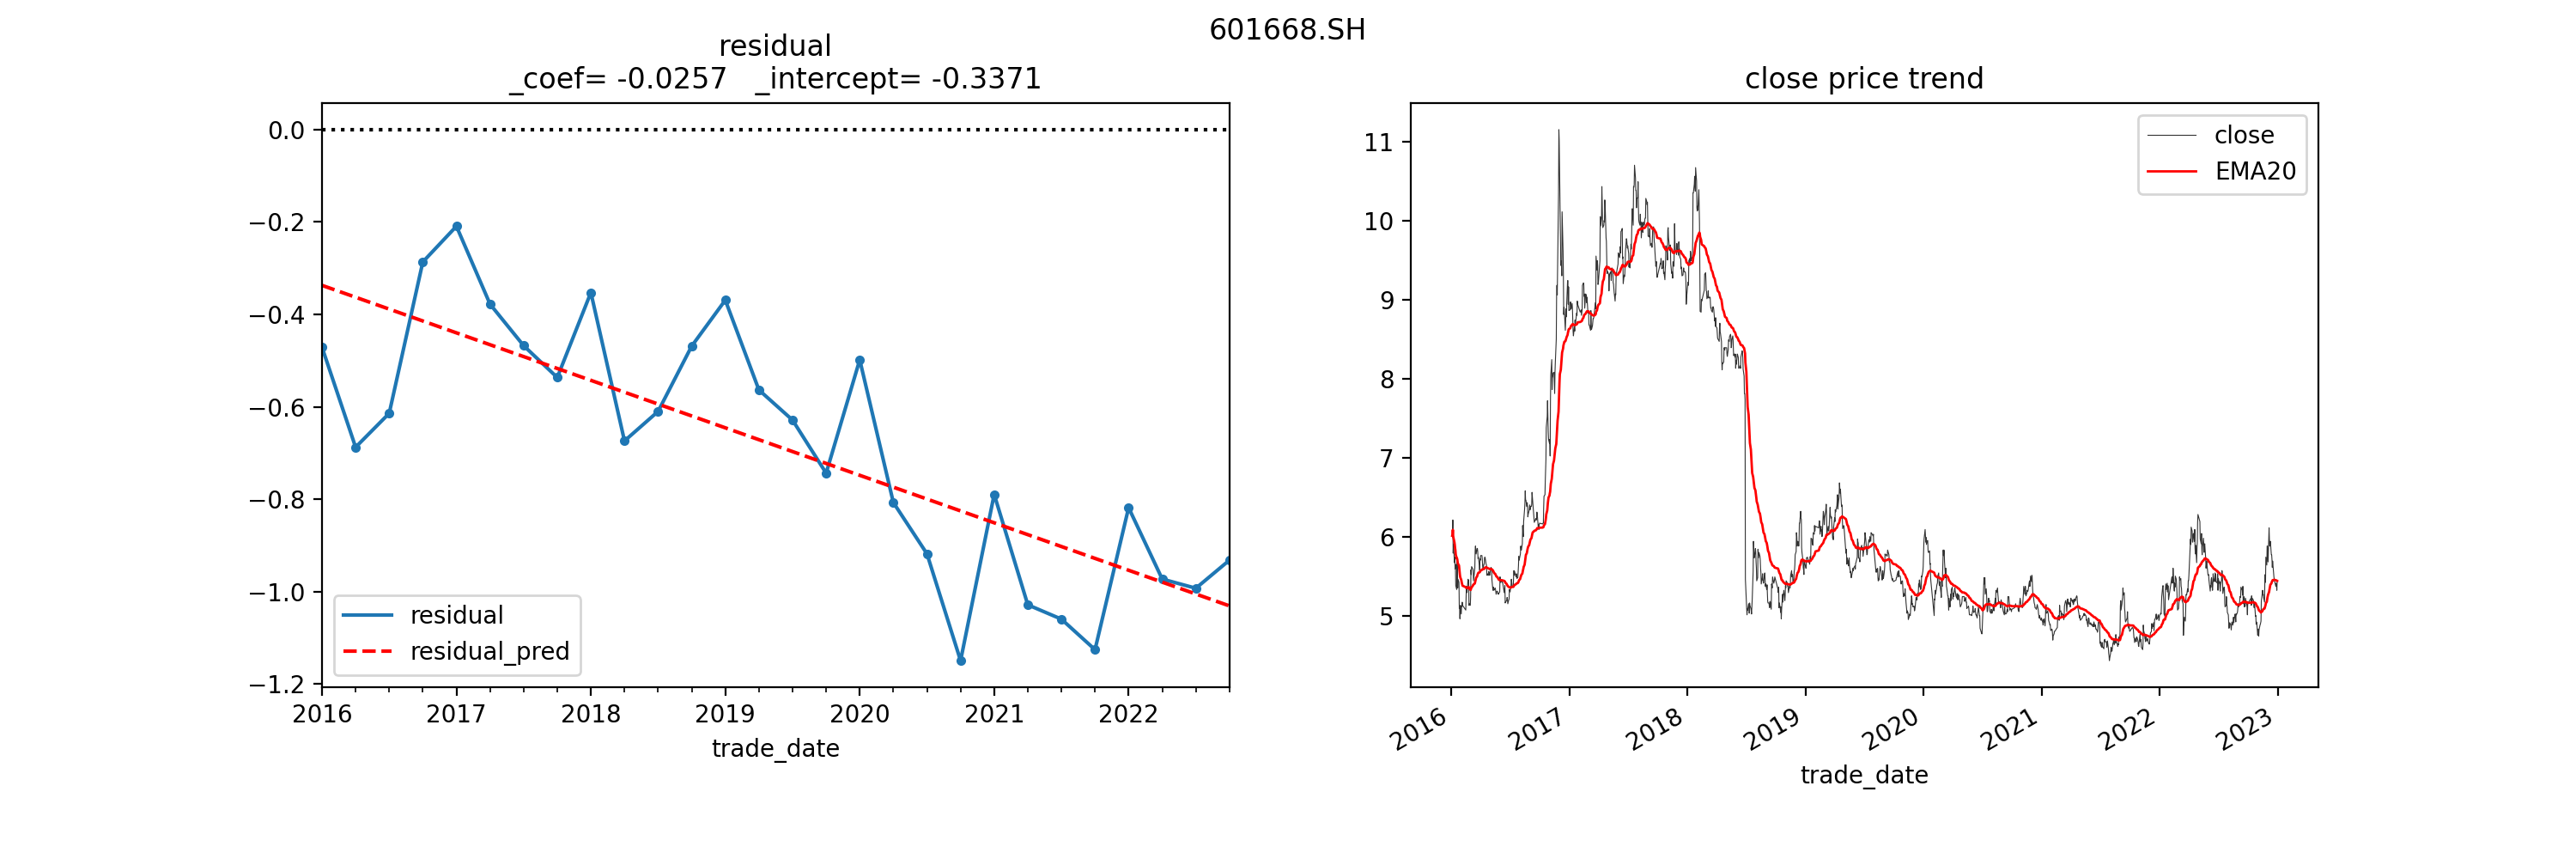 601668.SH
residual
_coef= -0.0257 _intercept= -0.3371
0.0
−0.2
−0.4
−0.6
−0.8
−1.0
−1.2
residual
residual_pred
2016 2017 2018 2019 2020 2021 2022
trade_date
close price trend
close
EMA20
11
10
9
8
7
6
5
2016 2017 2018 2019 2020 2021 2022 2023
trade_date